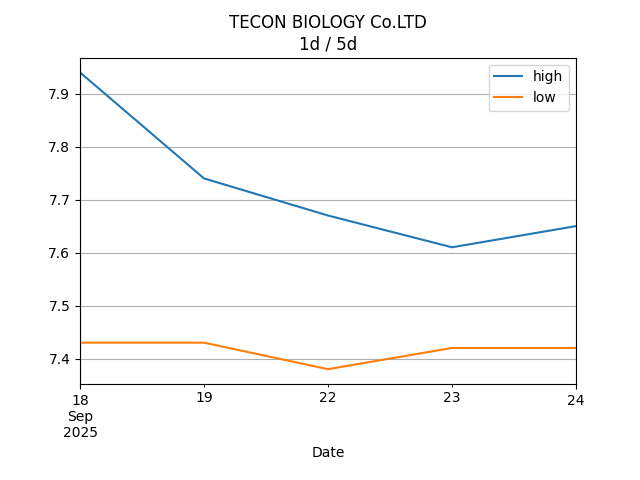 TECON BIOLOGY Co.LTD
1d / 5d
high
low
7.9
7.8
7.7
7.6
7.5
7.4
18 19 22 23 24
Sep
2025
Date